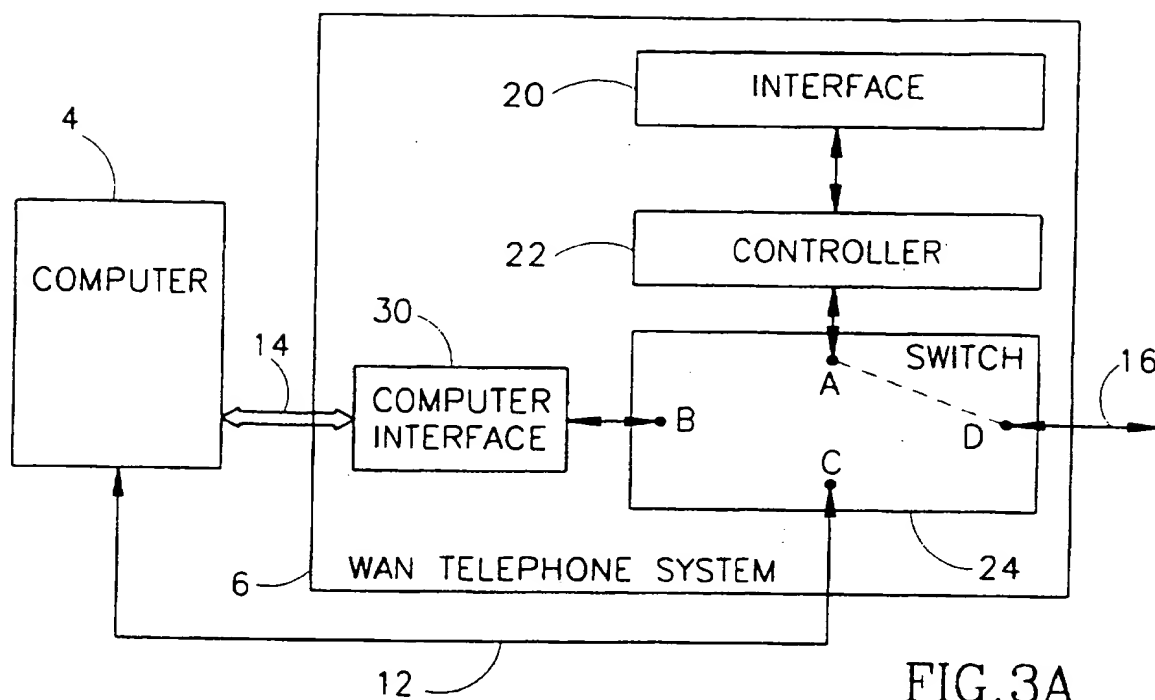 INTERFACE
20
4
CONTROLLER
22
COMPUTER
30
SWITCH
16
14
A
COMPUTER
INTERFACE
B
D
C
WAN TELEPHONE SYSTEM
6
24
12
FIG.3A